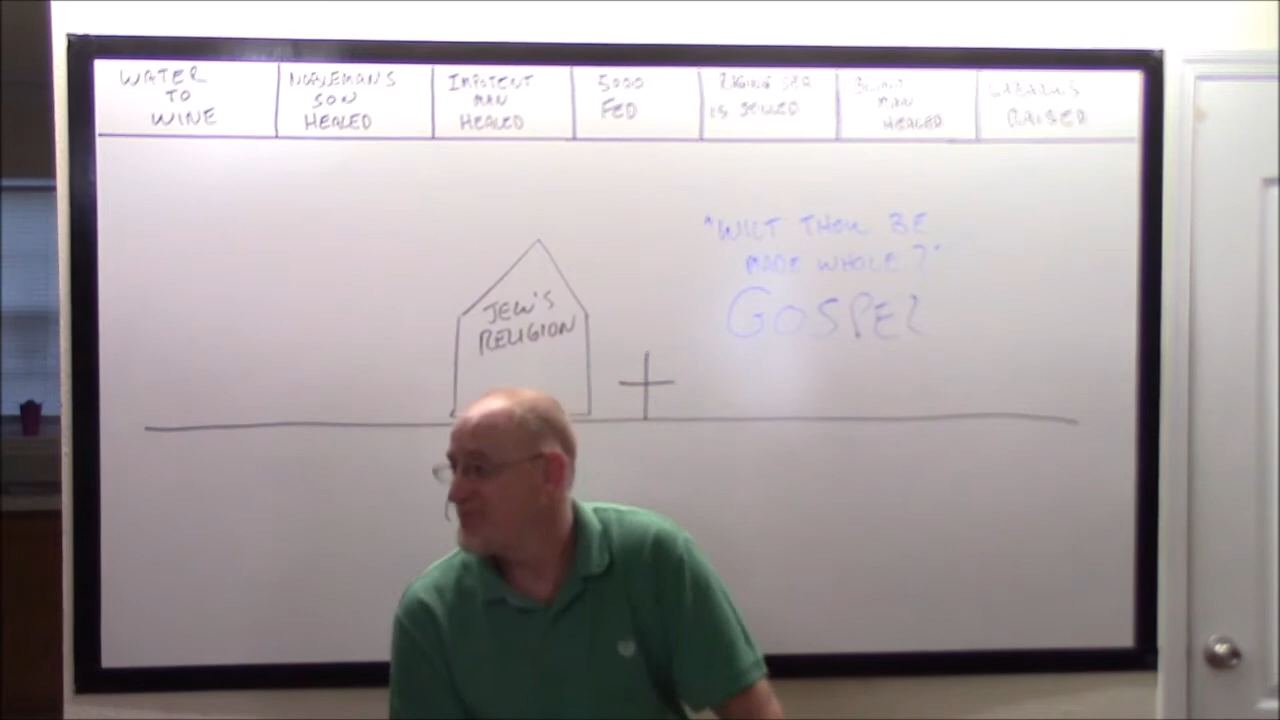 WATER
TO
WINE
NOBLEMAN'S
SON
HEALED
IMPOTENT
MAN
HEALED
5000
FED
RAGING SEA
IS STILLED
BLIND
MAN
HEALED
LAZARUS
RAISED
"WILT THOU BE
MADE WHOLE?"
GOSPEL
JEW'S
RELIGION